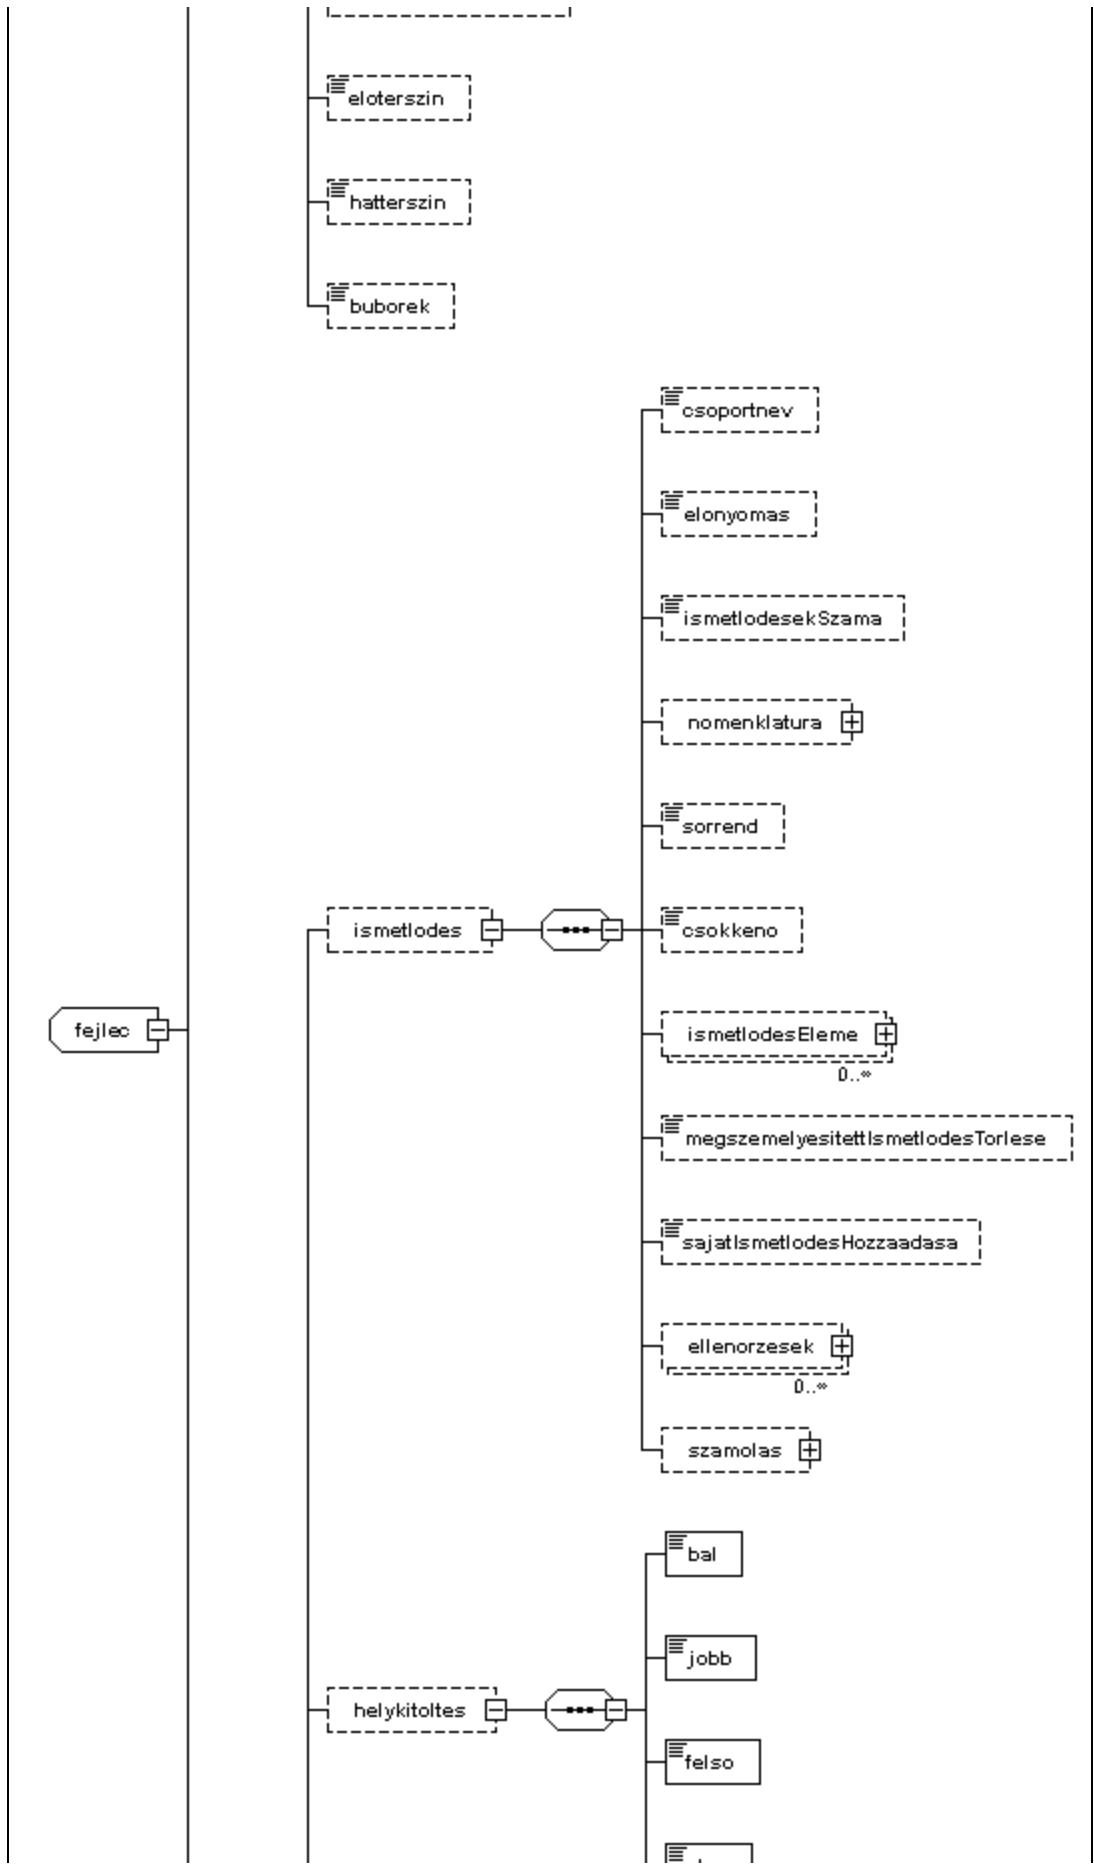 eloterszin
hatterszin
buborek
csoportnev
elonyomas
ismetlodesekSzama
nomenklatura
sorrend
ismetlodes
csokkeno
fejlec
ismetlodesEleme
0..∞
megszemelyesitettIsmetlodesTorlese
sajatIsmetlodesHozzaadasa
ellenorzesek
0..∞
szamolas
bal
jobb
helykitoltes
felso